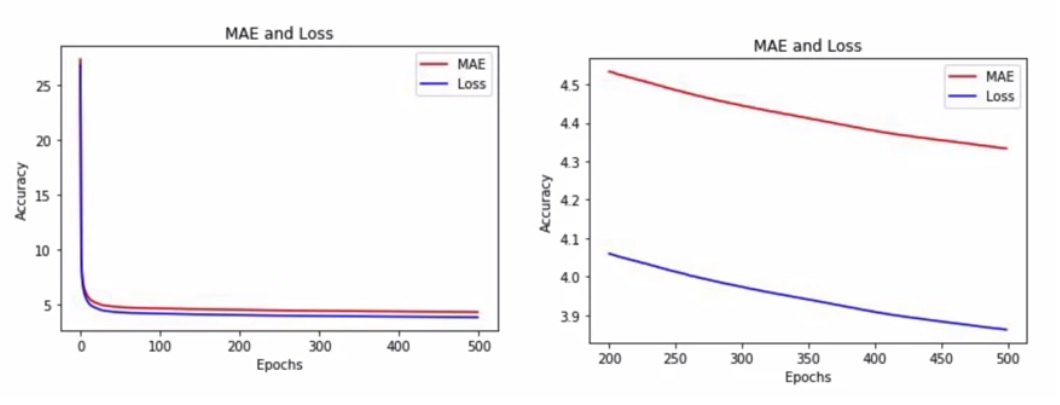 MAE and Loss
MAE
Loss
Accuracy
25
20
15
10
5
0 100 200 300 400 500
Epochs
MAE and Loss
MAE
Loss
Accuracy
4.5
4.4
4.3
4.2
4.1
4.0
3.9
200 250 300 350 400 450 500
Epochs